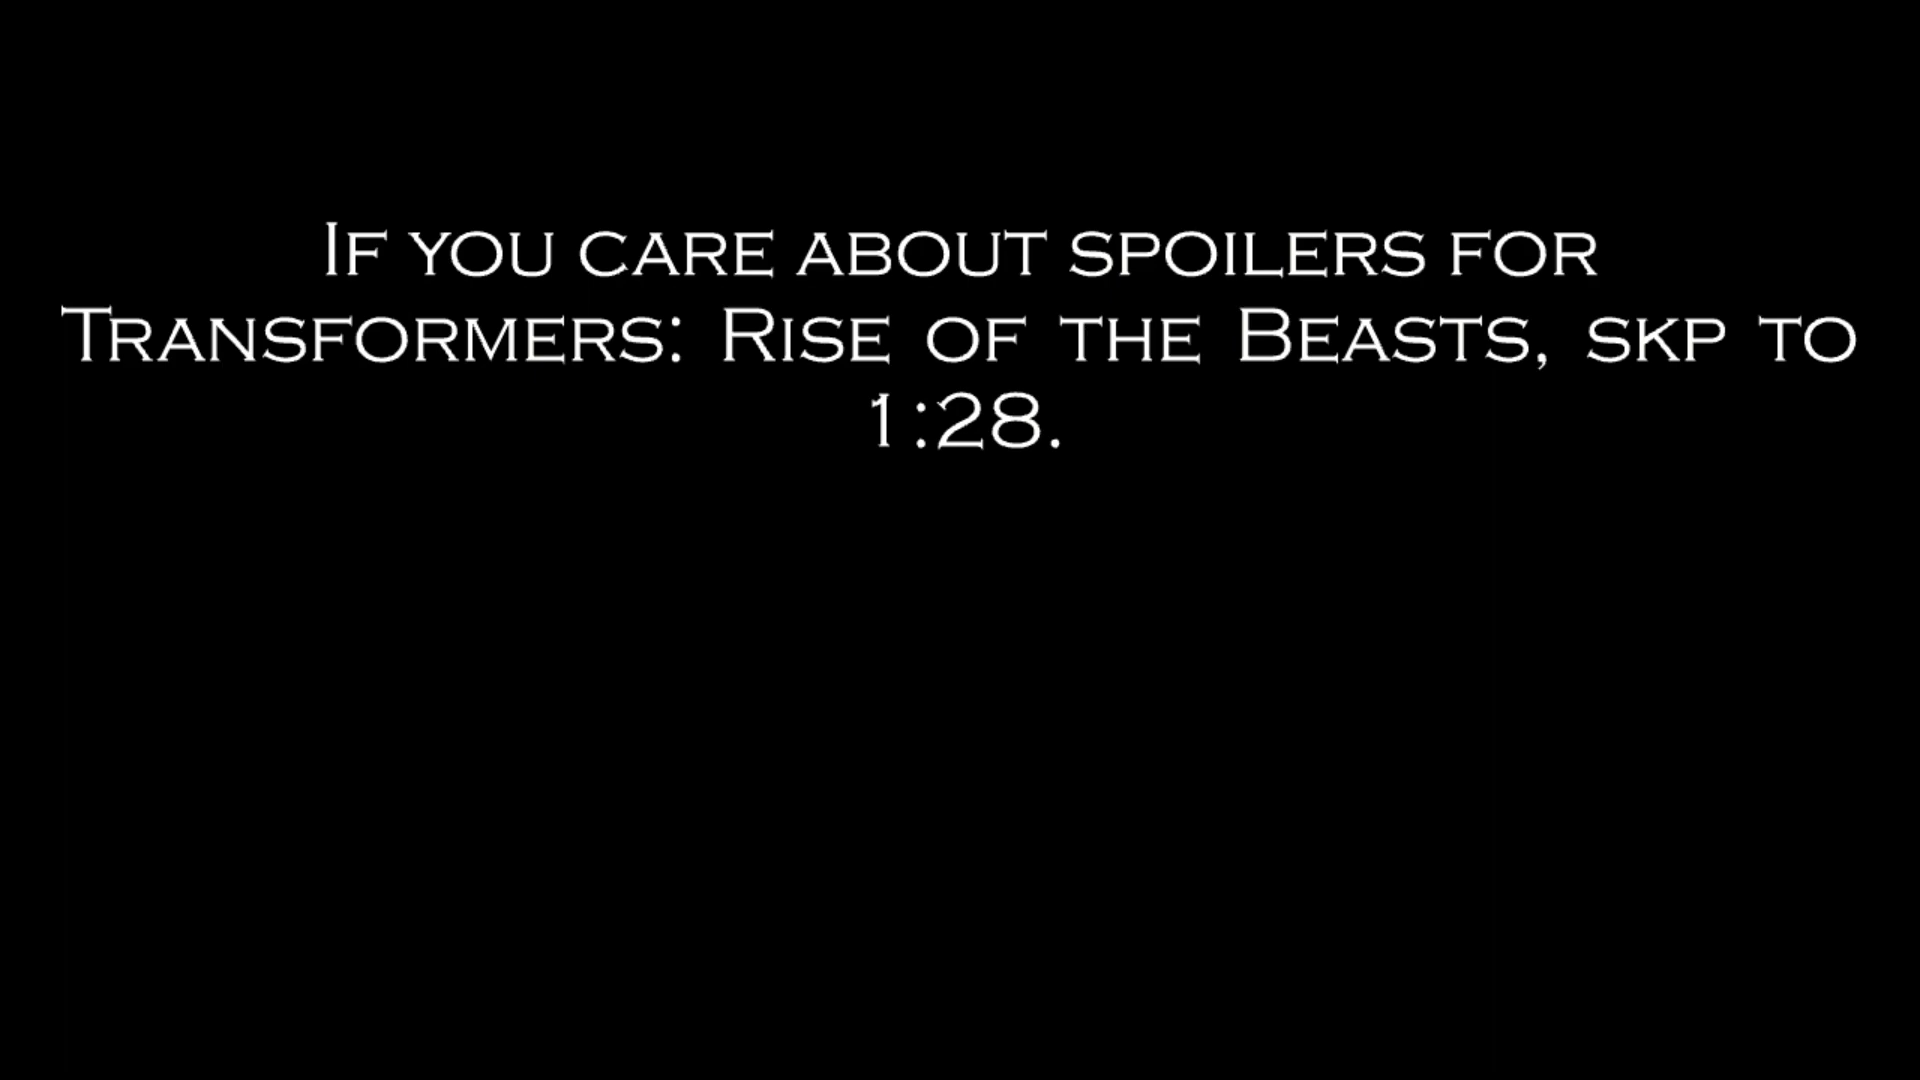 If you care about spoilers for
Transformers: Rise of the Beasts, skp to
1:28.